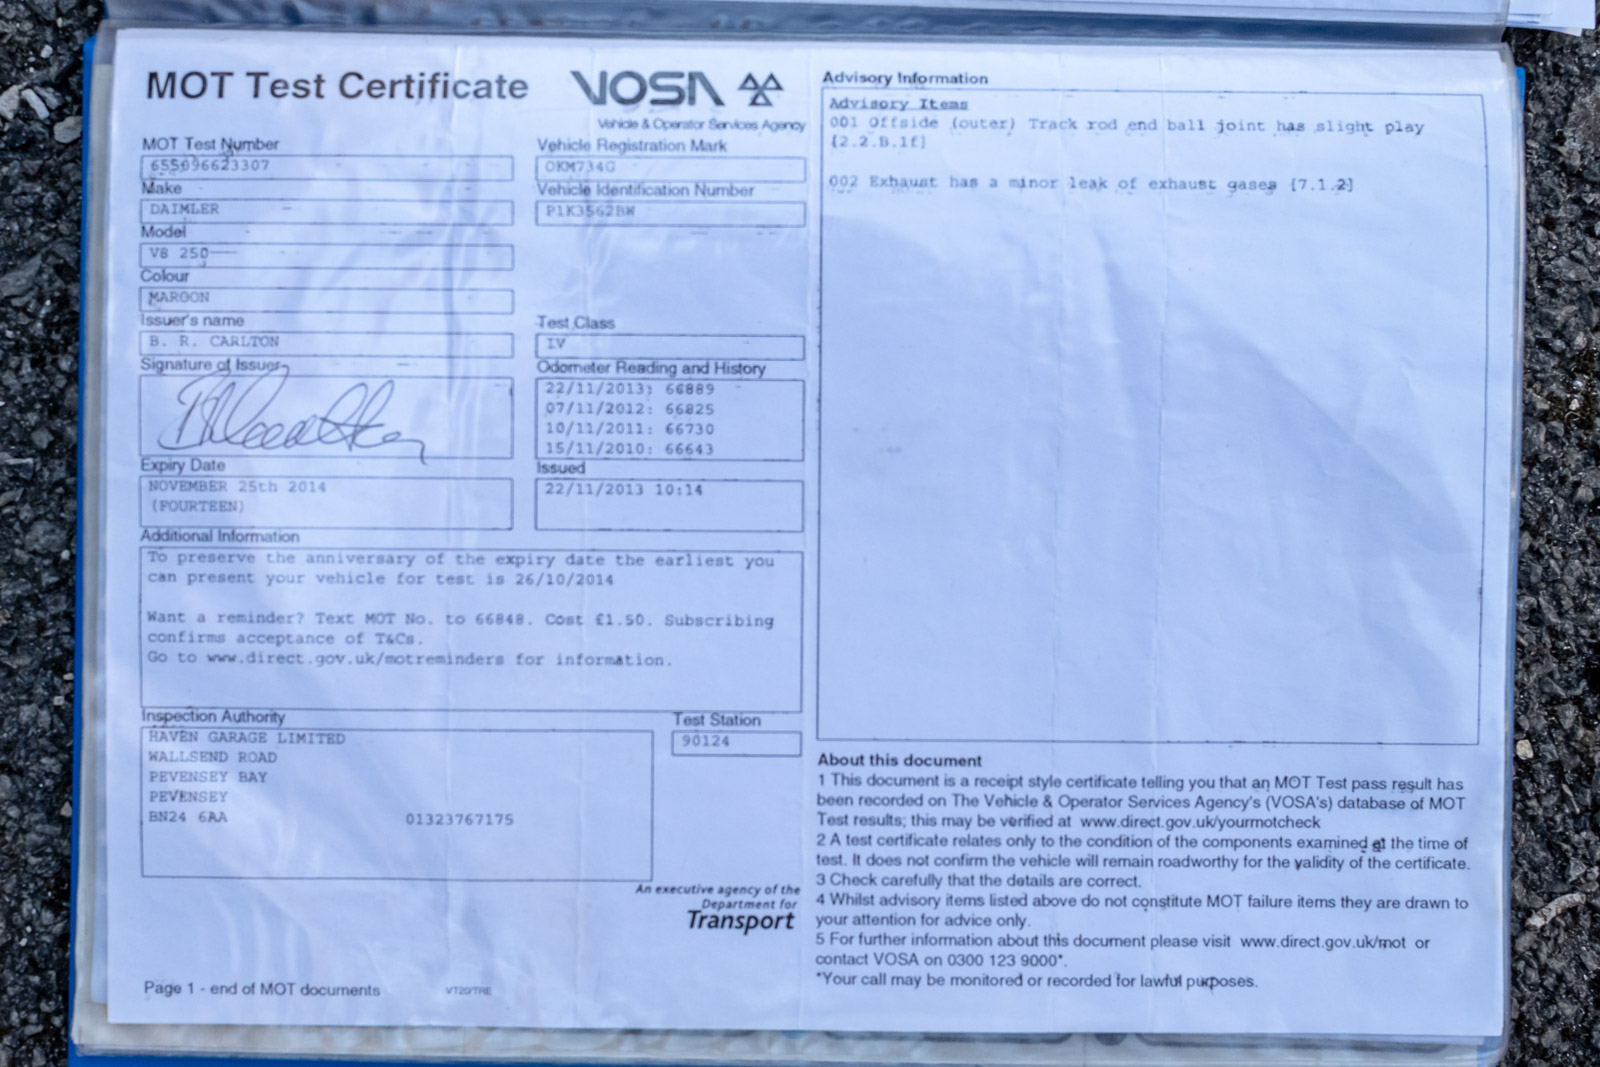 MOT Test Certificate
VOSA
Vehicle & Operator Services Agency
MOT Test Number
655096623307
Vehicle Registration Mark
OKM734G
Make
DAIMLER
Vehicle Identification Number
P1K3562BW
Model
V8 250
Colour
MAROON
Issuer's name
B. R. CARLTON
Test Class
IV
Signature of Issuer
Odometer Reading and History
22/11/2013: 66889
07/11/2012: 66825
10/11/2011: 66730
15/11/2010: 66643
Expiry Date
NOVEMBER 25th 2014
(FOURTEEN)
Issued
22/11/2013 10:14
Additional Information
To preserve the anniversary of the expiry date the earliest you
can present your vehicle for test is 26/10/2014
Want a reminder? Text MOT No. to 66848. Cost £1.50. Subscribing
confirms acceptance of T&Cs.
Go to www.direct.gov.uk/motreminders for information.
Inspection Authority
HAVEN GARAGE LIMITED
WALLSEND ROAD
PEVENSEY BAY
PEVENSEY
BN24 6AA 01323767175
Test Station
90124
An executive agency of the
Department for
Transport
Page 1 - end of MOT documents
VT20/TRE
Advisory Information
Advisory Items
001 Offside (outer) Track rod end ball joint has slight play
[2.2.B.1f]
002 Exhaust has a minor leak of exhaust gases [7.1.2]
About this document
1 This document is a receipt style certificate telling you that an MOT Test pass result has
been recorded on The Vehicle & Operator Services Agency's (VOSA's) database of MOT
Test results; this may be verified at www.direct.gov.uk/yourmotcheck
2 A test certificate relates only to the condition of the components examined at the time of
test. It does not confirm the vehicle will remain roadworthy for the validity of the certificate.
3 Check carefully that the details are correct.
4 Whilst advisory items listed above do not constitute MOT failure items they are drawn to
your attention for advice only.
5 For further information about this document please visit www.direct.gov.uk/mot or
contact VOSA on 0300 123 9000*.
*Your call may be monitored or recorded for lawful purposes.